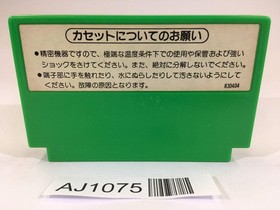 カセットについてのお願い
●精密機器ですので、極端な温度条件下での使用や保管および強い
ショックをさけてください。また、絶対に分解しないでください。
●端子部に手を触れたり、水にぬらしたりして汚さないようにして
ください。故障の原因となります。
830404
AJ1075